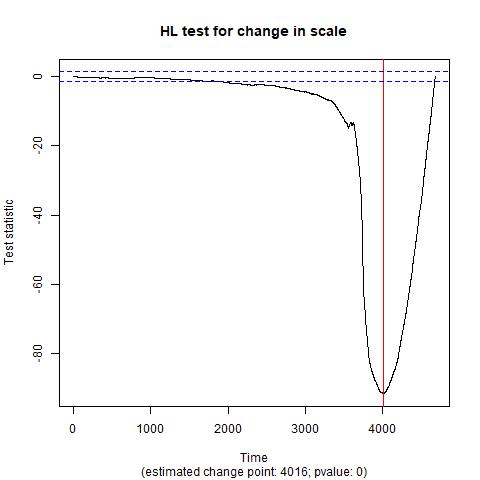 HL test for change in scale
Test statistic
0
-20
-40
-60
-80
0 1000 2000 3000 4000
Time
(estimated change point: 4016; pvalue: 0)